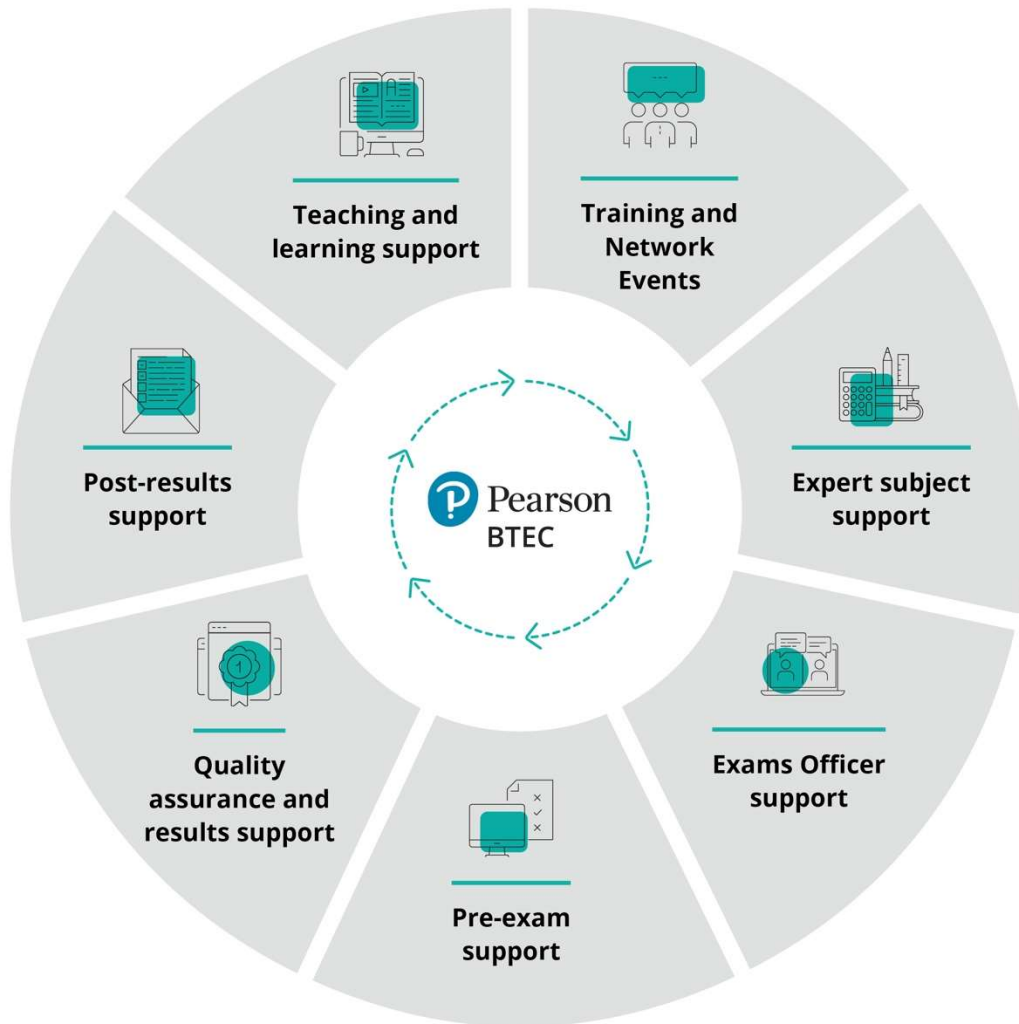 Teaching and
learning support
Training and
Network
Events
Post-results
support
Expert subject
support
Pearson
BTEC
Quality
assurance and
results support
1
Exams Officer
support
Pre-exam
support